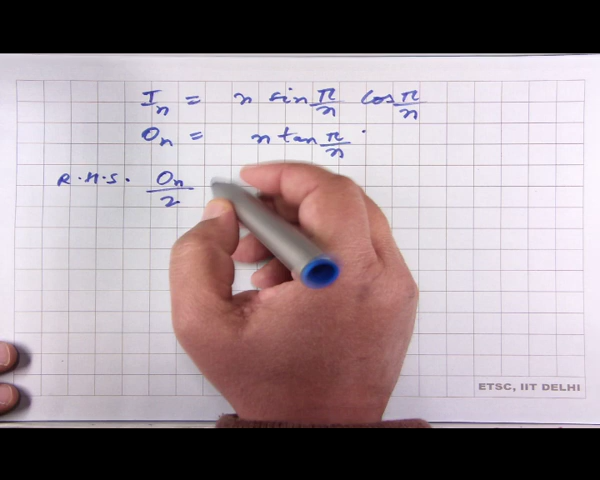 Iₙ = n sin π/n cos π/n
Oₙ = n tan π/n .
R.H.S. Oₙ/2
ETSC, IIT DELHI